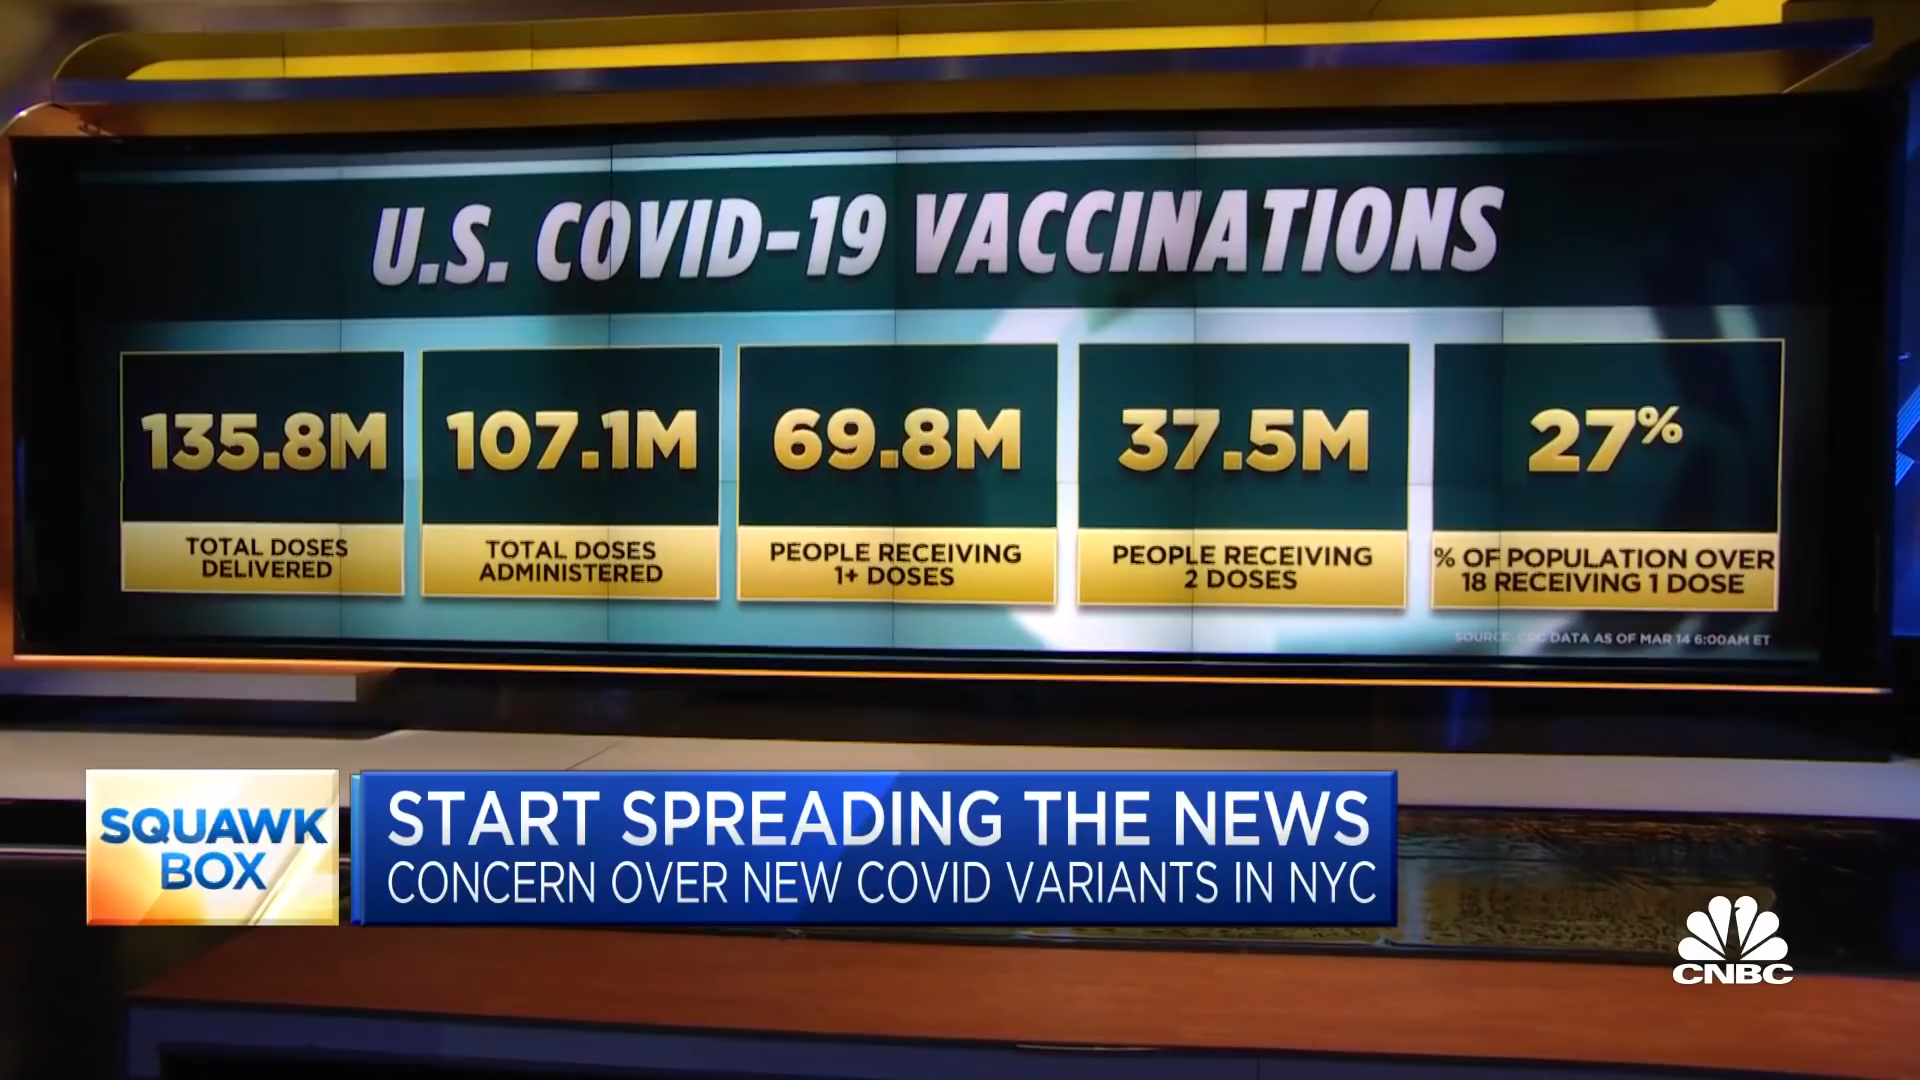 U.S. COVID-19 VACCINATIONS
135.8M
TOTAL DOSES
DELIVERED
107.1M
TOTAL DOSES
ADMINISTERED
69.8M
PEOPLE RECEIVING
1+ DOSES
37.5M
PEOPLE RECEIVING
2 DOSES
27%
% OF POPULATION OVER
18 RECEIVING 1 DOSE
SOURCE: CDC DATA AS OF MAR 14 6:00AM ET
SQUAWK
BOX
START SPREADING THE NEWS
CONCERN OVER NEW COVID VARIANTS IN NYC
CNBC